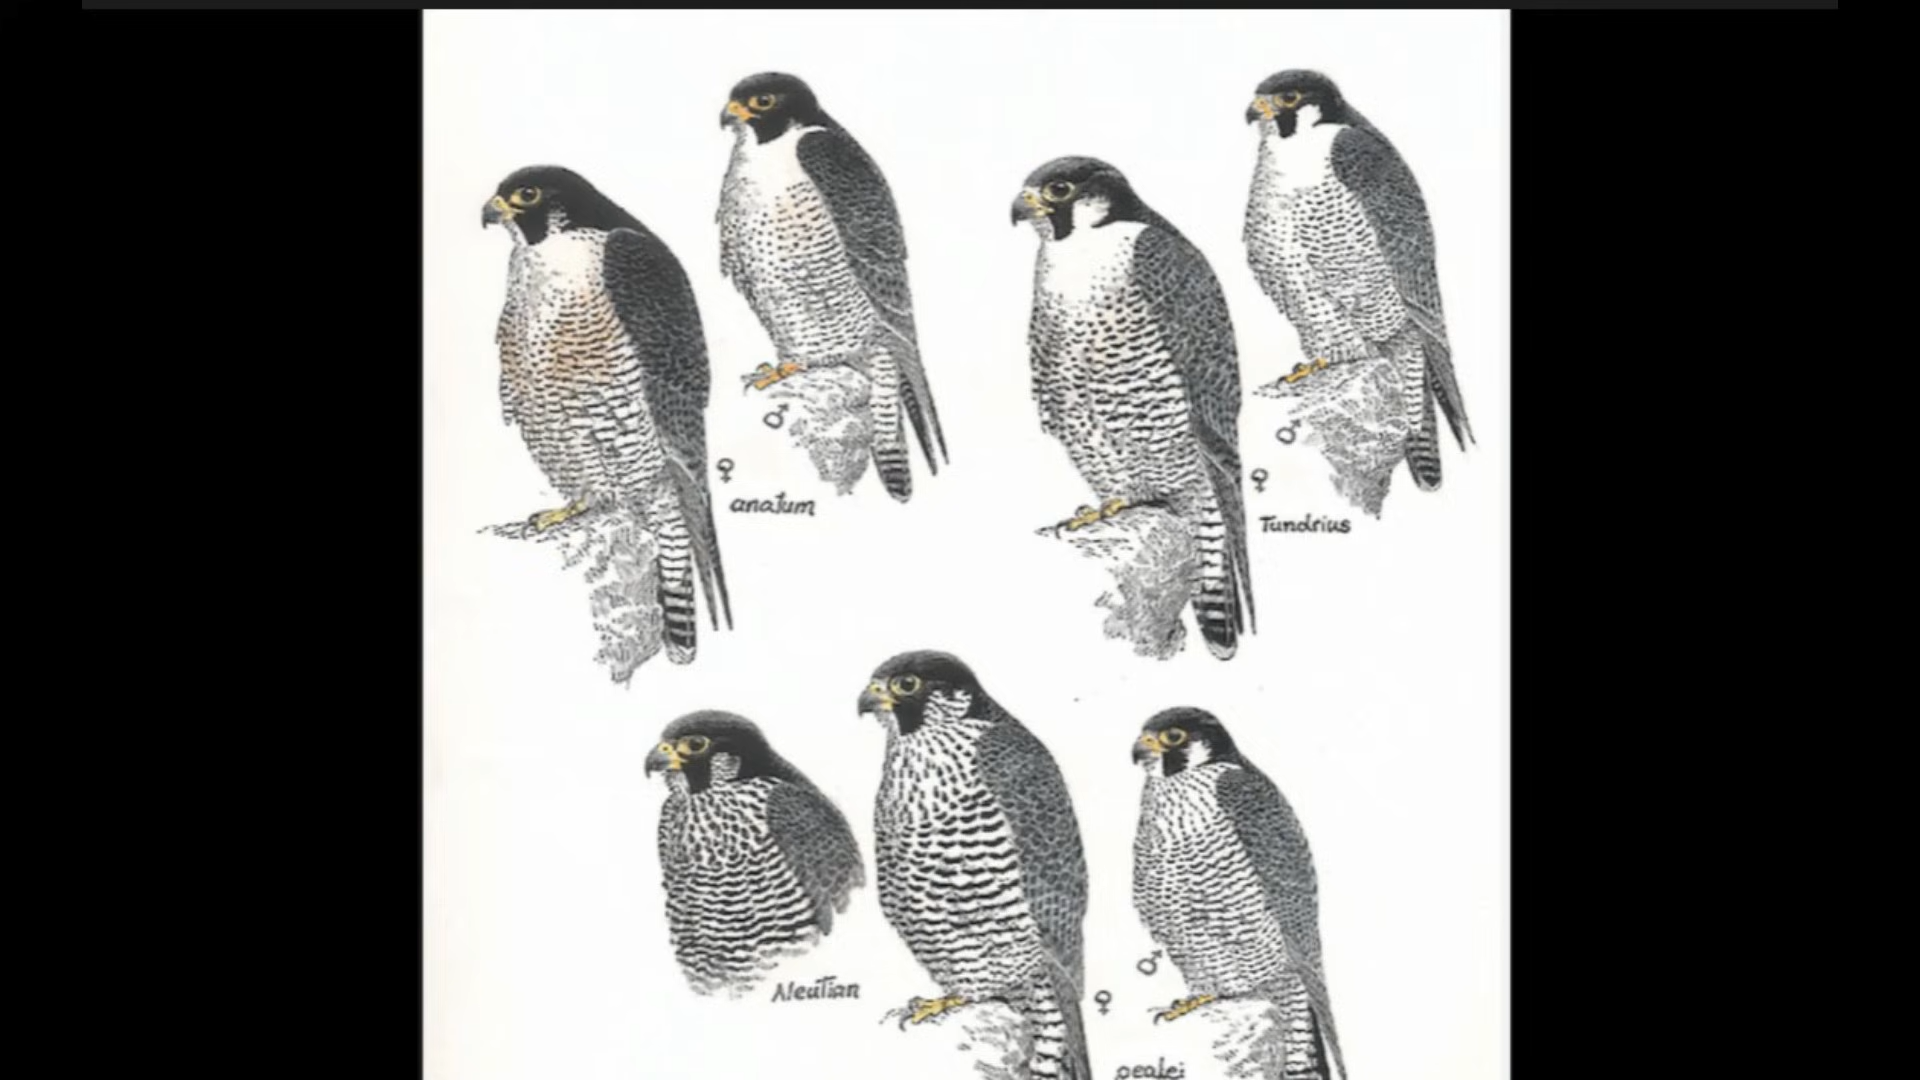 ♂
♀
anatum
♂
♀
Tundrius
Aleutian
♂
♀
pealei